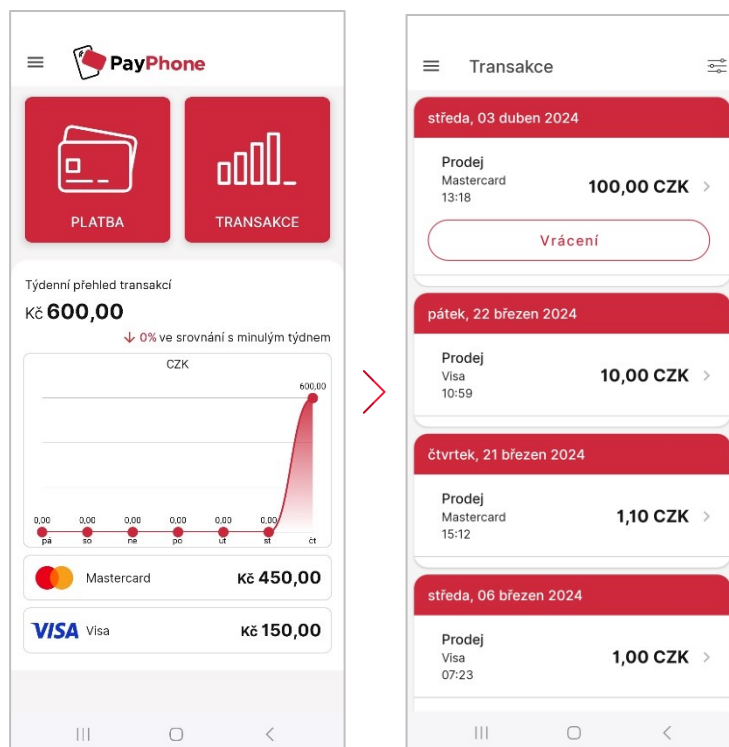 PayPhone
PLATBA
TRANSAKCE
Týdenní přehled transakcí
Kč 600,00
↓ 0% ve srovnání s minulým týdnem
CZK
600,00
0,00 0,00 0,00 0,00 0,00 0,00
pá so ne po út st čt
Mastercard Kč 450,00
VISA Visa Kč 150,00
Transakce
středa, 03 duben 2024
Prodej
Mastercard
13:18
100,00 CZK
Vrácení
pátek, 22 březen 2024
Prodej
Visa
10:59
10,00 CZK
čtvrtek, 21 březen 2024
Prodej
Mastercard
15:12
1,10 CZK
středa, 06 březen 2024
Prodej
Visa
07:23
1,00 CZK